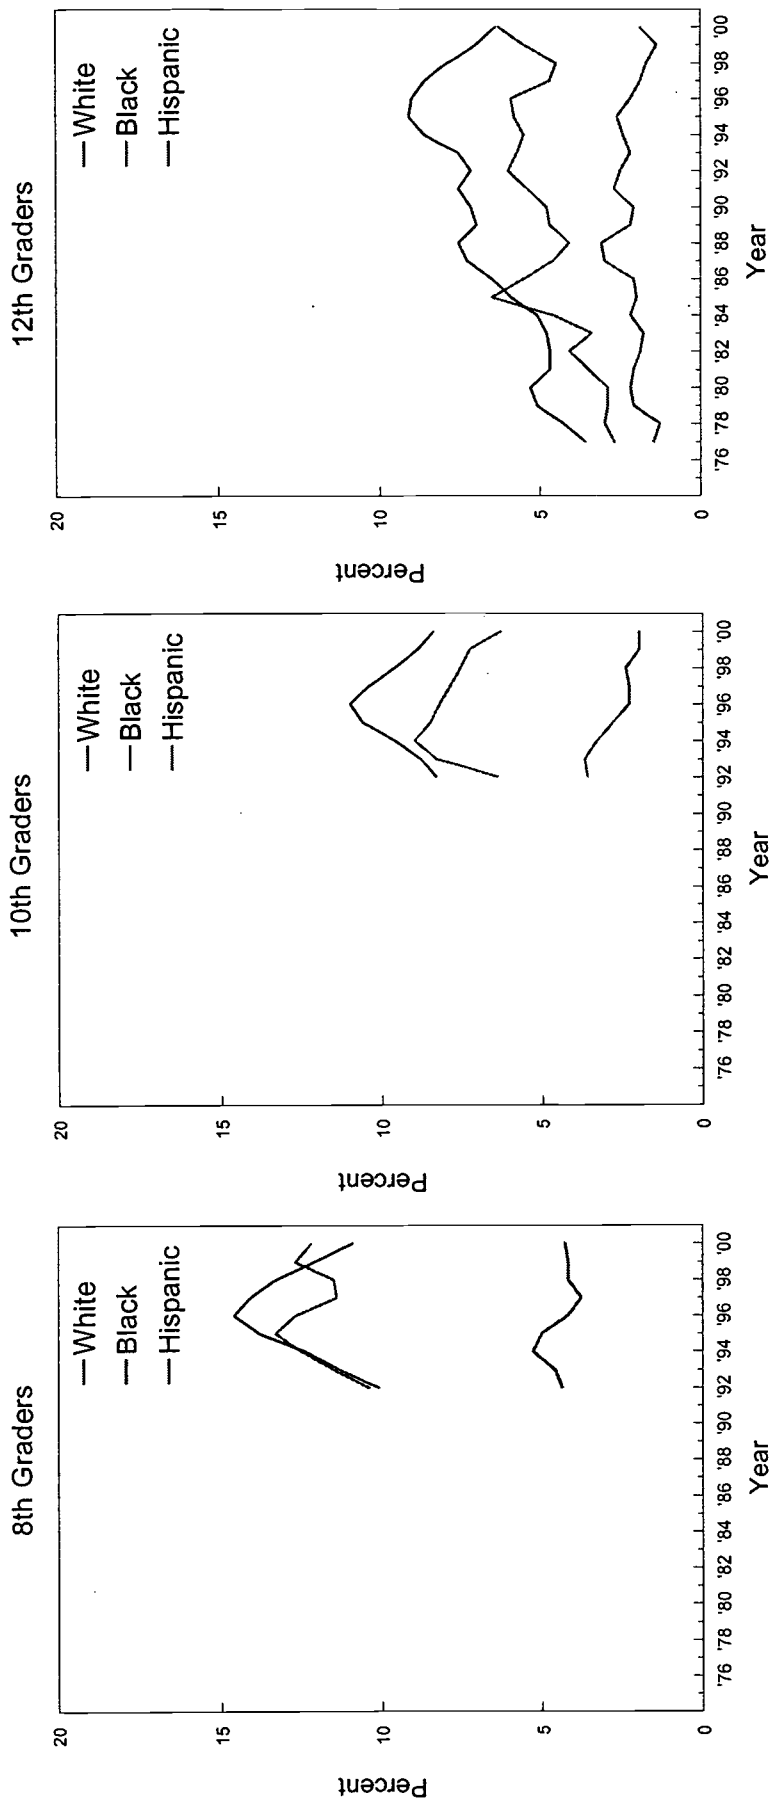 8th Graders
White
Black
Hispanic
Percent
20
15
10
5
0
'76 '78 '80 '82 '84 '86 '88 '90 '92 '94 '96 '98 '00
Year
10th Graders
White
Black
Hispanic
Percent
20
15
10
5
0
'76 '78 '80 '82 '84 '86 '88 '90 '92 '94 '96 '98 '00
Year
12th Graders
White
Black
Hispanic
Percent
20
15
10
5
0
'76 '78 '80 '82 '84 '86 '88 '90 '92 '94 '96 '98 '00
Year